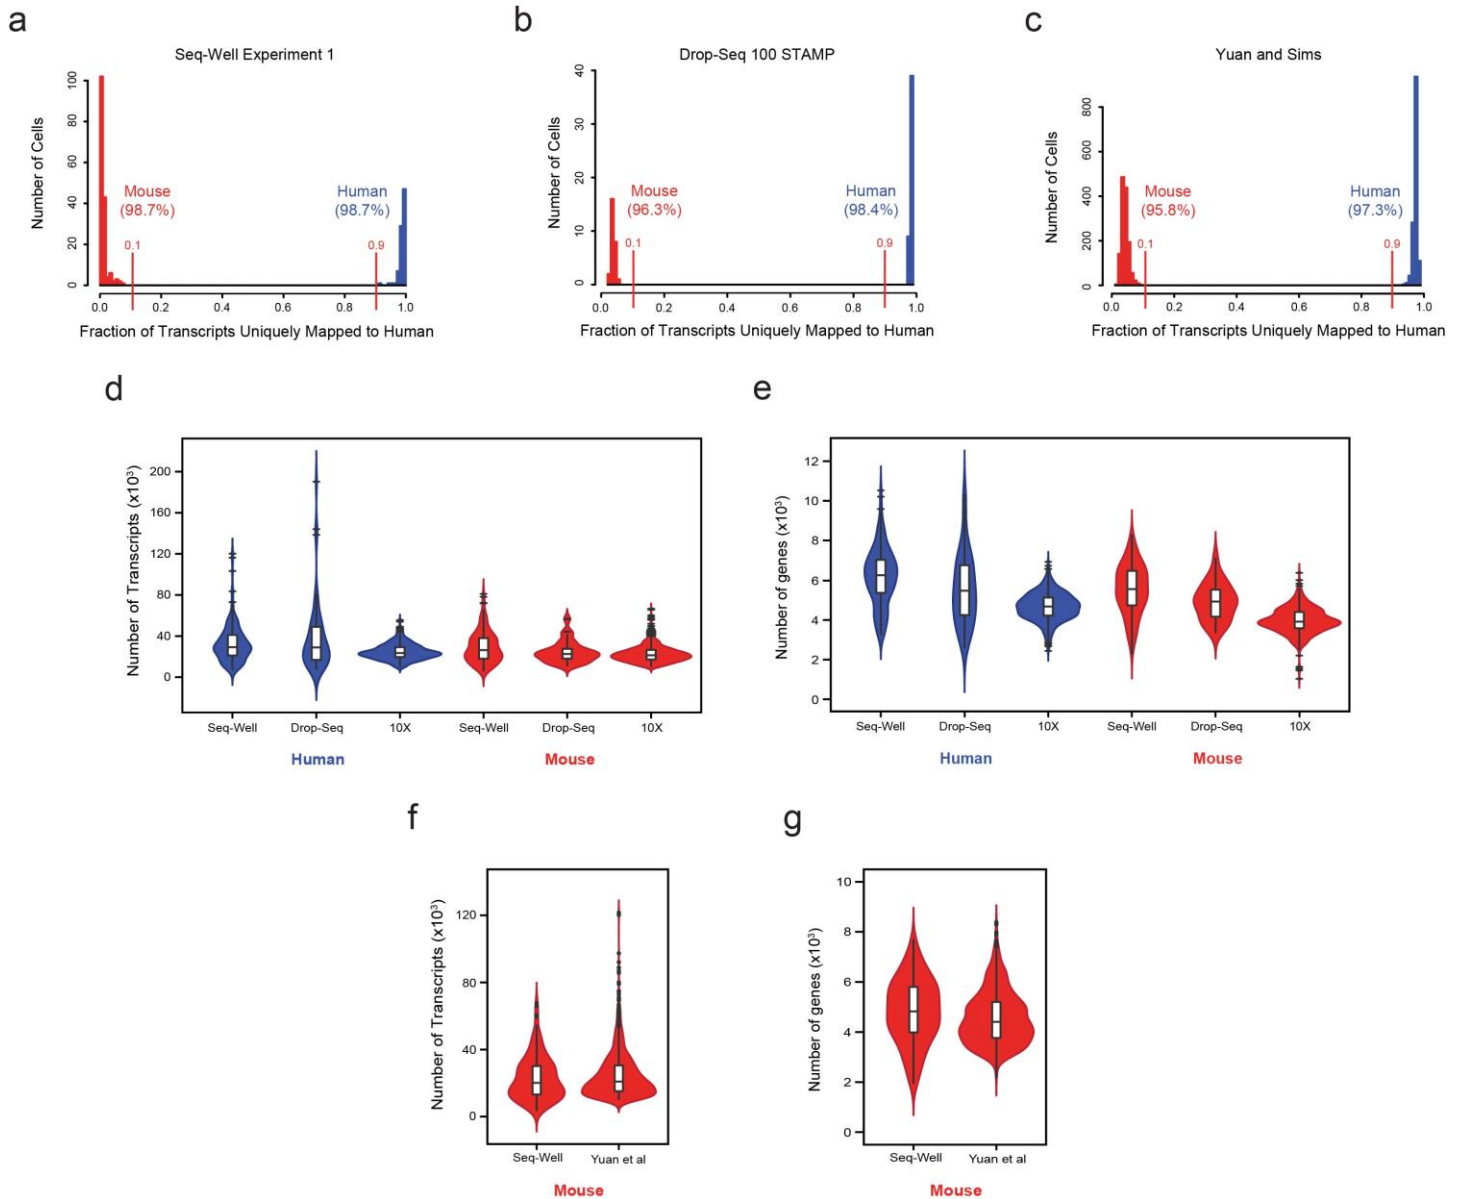 a
b
c
Seq-Well Experiment 1
Drop-Seq 100 STAMP
Yuan and Sims
Number of Cells
100
80
60
40
20
0
Mouse
(98.7%)
Human
(98.7%)
0.1
0.9
0.0 0.2 0.4 0.6 0.8 1.0
Fraction of Transcripts Uniquely Mapped to Human
Number of Cells
40
30
20
10
0
Mouse
(96.3%)
Human
(98.4%)
0.1
0.9
0.0 0.2 0.4 0.6 0.8 1.0
Fraction of Transcripts Uniquely Mapped to Human
Number of Cells
800
600
400
200
0
Mouse
(95.8%)
Human
(97.3%)
0.1
0.9
0.0 0.2 0.4 0.6 0.8 1.0
Fraction of Transcripts Uniquely Mapped to Human
d
Number of Transcripts (x10³)
200
160
120
80
40
0
Seq-Well Drop-Seq 10X Seq-Well Drop-Seq 10X
Human Mouse
e
Number of genes (x10³)
12
10
8
6
4
2
0
Seq-Well Drop-Seq 10X Seq-Well Drop-Seq 10X
Human Mouse
f
Number of Transcripts (x10³)
120
80
40
0
Seq-Well Yuan et al
Mouse
g
Number of genes (x10³)
10
8
6
4
2
0
Seq-Well Yuan et al
Mouse